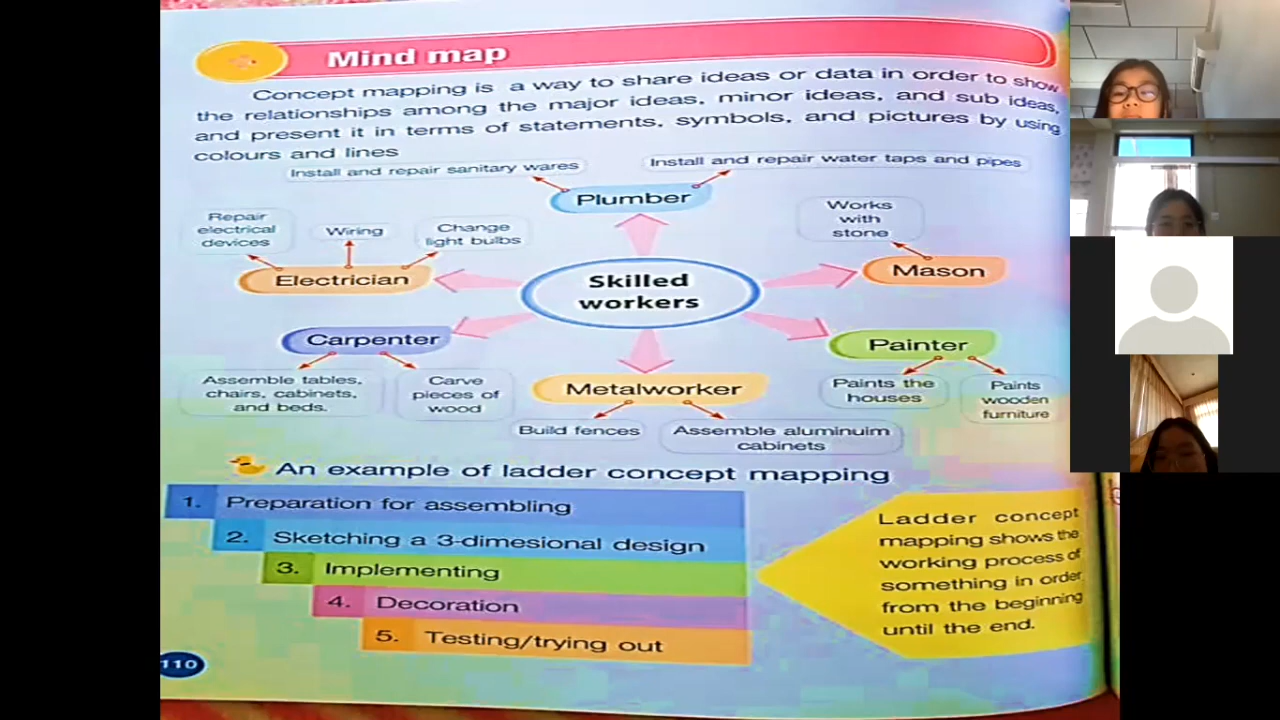 Mind map
Concept mapping is a way to share ideas or data in order to show
the relationships among the major ideas, minor ideas, and sub ideas,
and present it in terms of statements, symbols, and pictures by using
colours and lines
Install and repair sanitary wares
Install and repair water taps and pipes
Plumber
Repair
electrical
devices
Wiring
Change
light bulbs
Electrician
Works
with
stone
Mason
Skilled
workers
Carpenter
Assemble tables,
chairs, cabinets,
and beds.
Carve
pieces of
wood
Metalworker
Build fences
Assemble aluminuim
cabinets
Painter
Paints the
houses
Paints
wooden
furniture
An example of ladder concept mapping
1. Preparation for assembling
2. Sketching a 3-dimesional design
3. Implementing
4. Decoration
5. Testing/trying out
Ladder concept
mapping shows the
working process of
something in order
from the beginning
until the end.
110